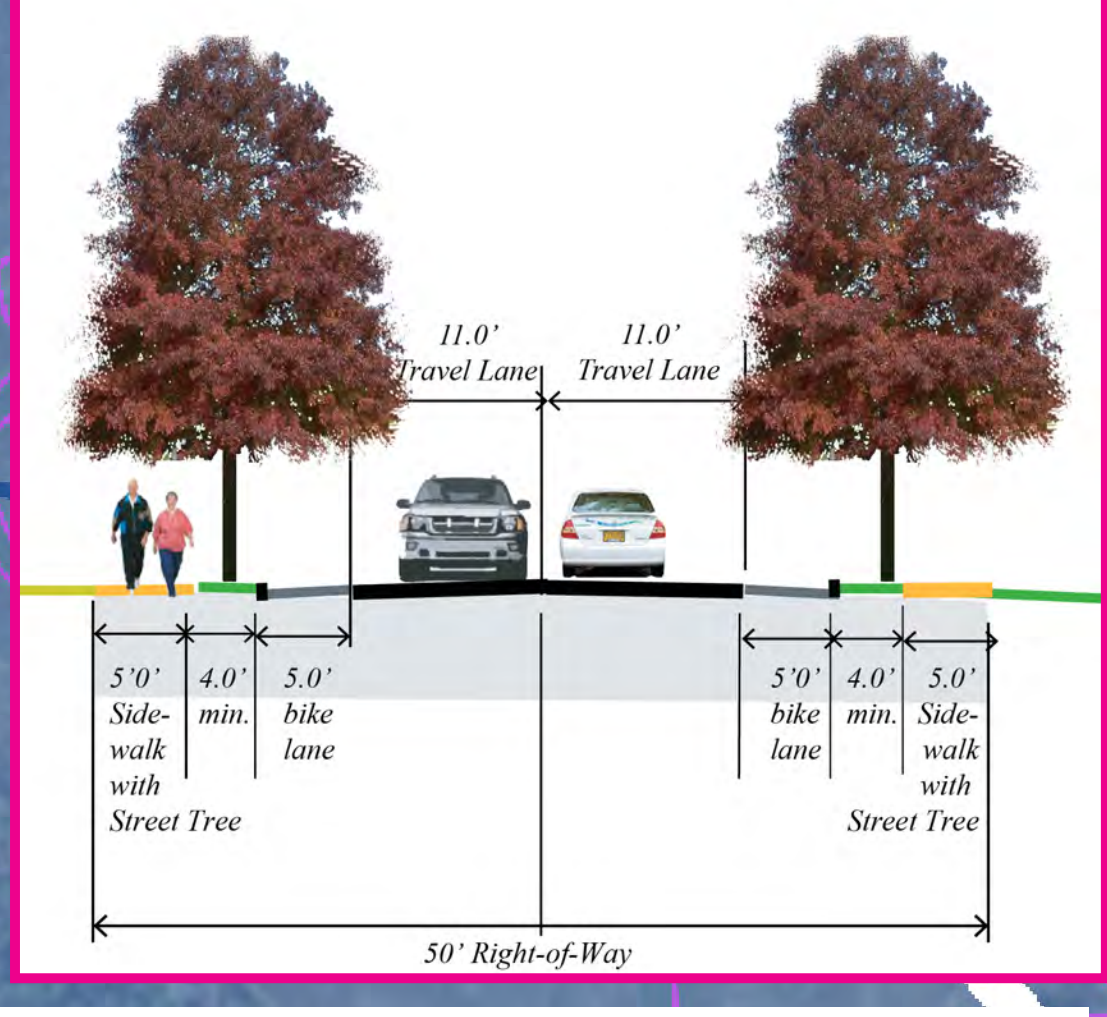 11.0’
Travel Lane
11.0’
Travel Lane
5’0’
Side-
walk
with
Street Tree
4.0’
min.
5.0’
bike
lane
5’0’
bike
lane
4.0’
min.
5.0’
Side-
walk
with
Street Tree
50’ Right-of-Way